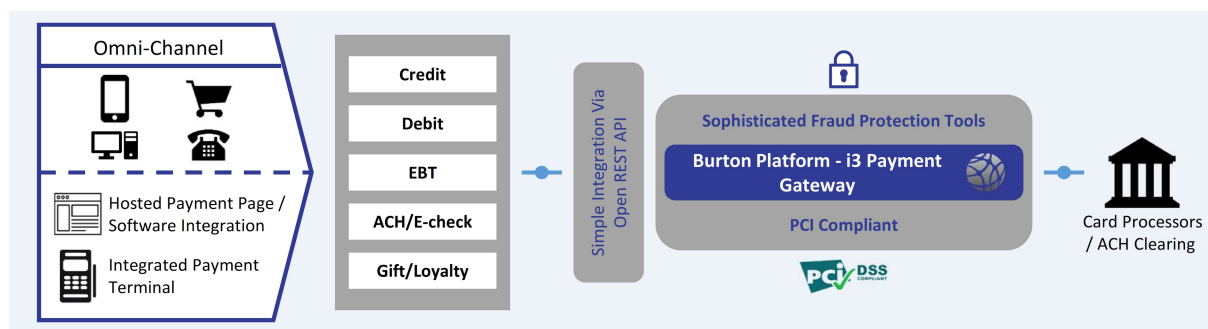 Omni-Channel
Hosted Payment Page /
Software Integration
Integrated Payment
Terminal
Credit
Debit
EBT
ACH/E-check
Gift/Loyalty
Simple Integration Via
Open REST API
Sophisticated Fraud Protection Tools
Burton Platform - i3 Payment
Gateway
PCI Compliant
PCI DSS
COMPLIANT
Card Processors
/ ACH Clearing